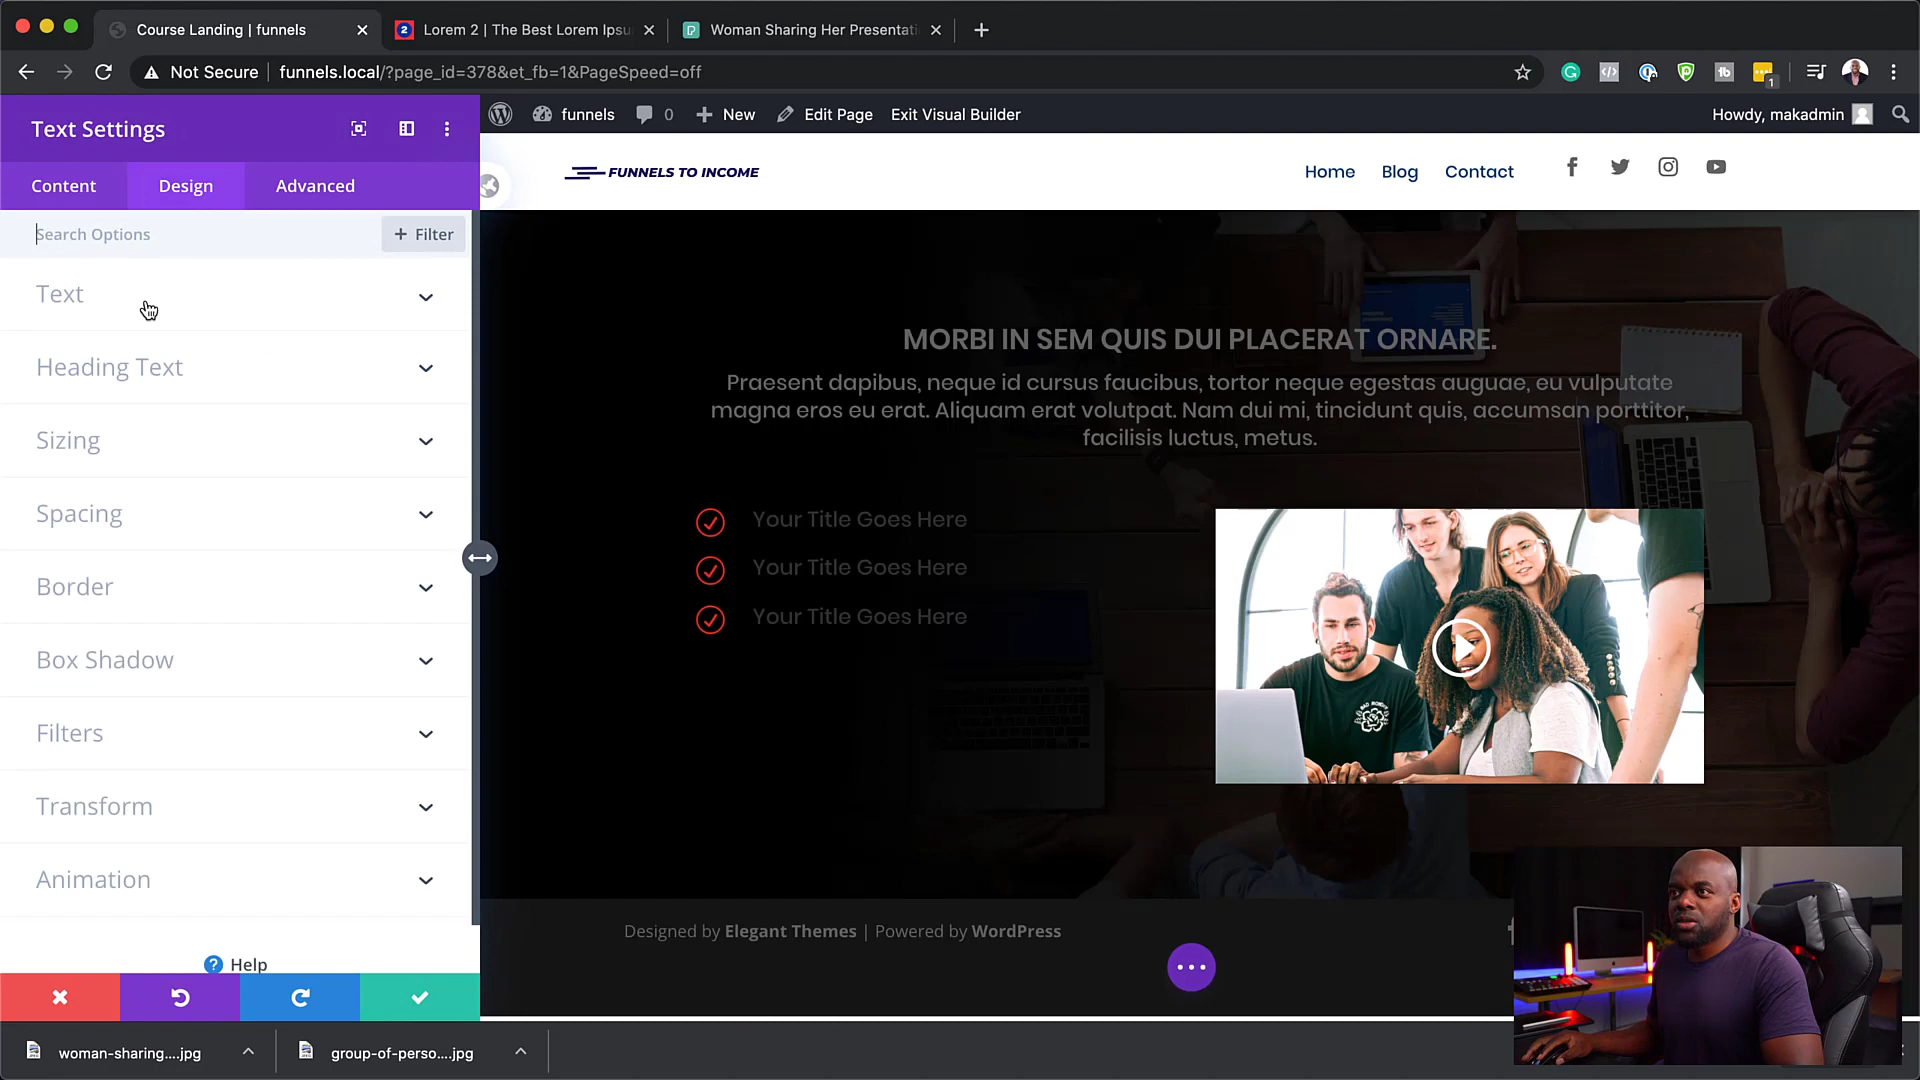 Course Landing | funnels
2
Lorem 2 | The Best Lorem Ipsu
Woman Sharing Her Presentati
Not Secure
funnels.local/?page_id=378&et_fb=1&PageSpeed=off
1
Text Settings
funnels
0
New
Edit Page
Exit Visual Builder
Howdy, makadmin
Content
Design
Advanced
FUNNELS TO INCOME
Home
Blog
Contact
Search Options
+ Filter
Text
Heading Text
Sizing
Spacing
Border
Box Shadow
Filters
Transform
Animation
Help
MORBI IN SEM QUIS DUI PLACERAT ORNARE.
Praesent dapibus, neque id cursus faucibus, tortor neque egestas auguae, eu vulputate
magna eros eu erat. Aliquam erat volutpat. Nam dui mi, tincidunt quis, accumsan porttitor,
facilisis luctus, metus.
Your Title Goes Here
Your Title Goes Here
Your Title Goes Here
Designed by Elegant Themes | Powered by WordPress
woman-sharing....jpg
group-of-perso....jpg